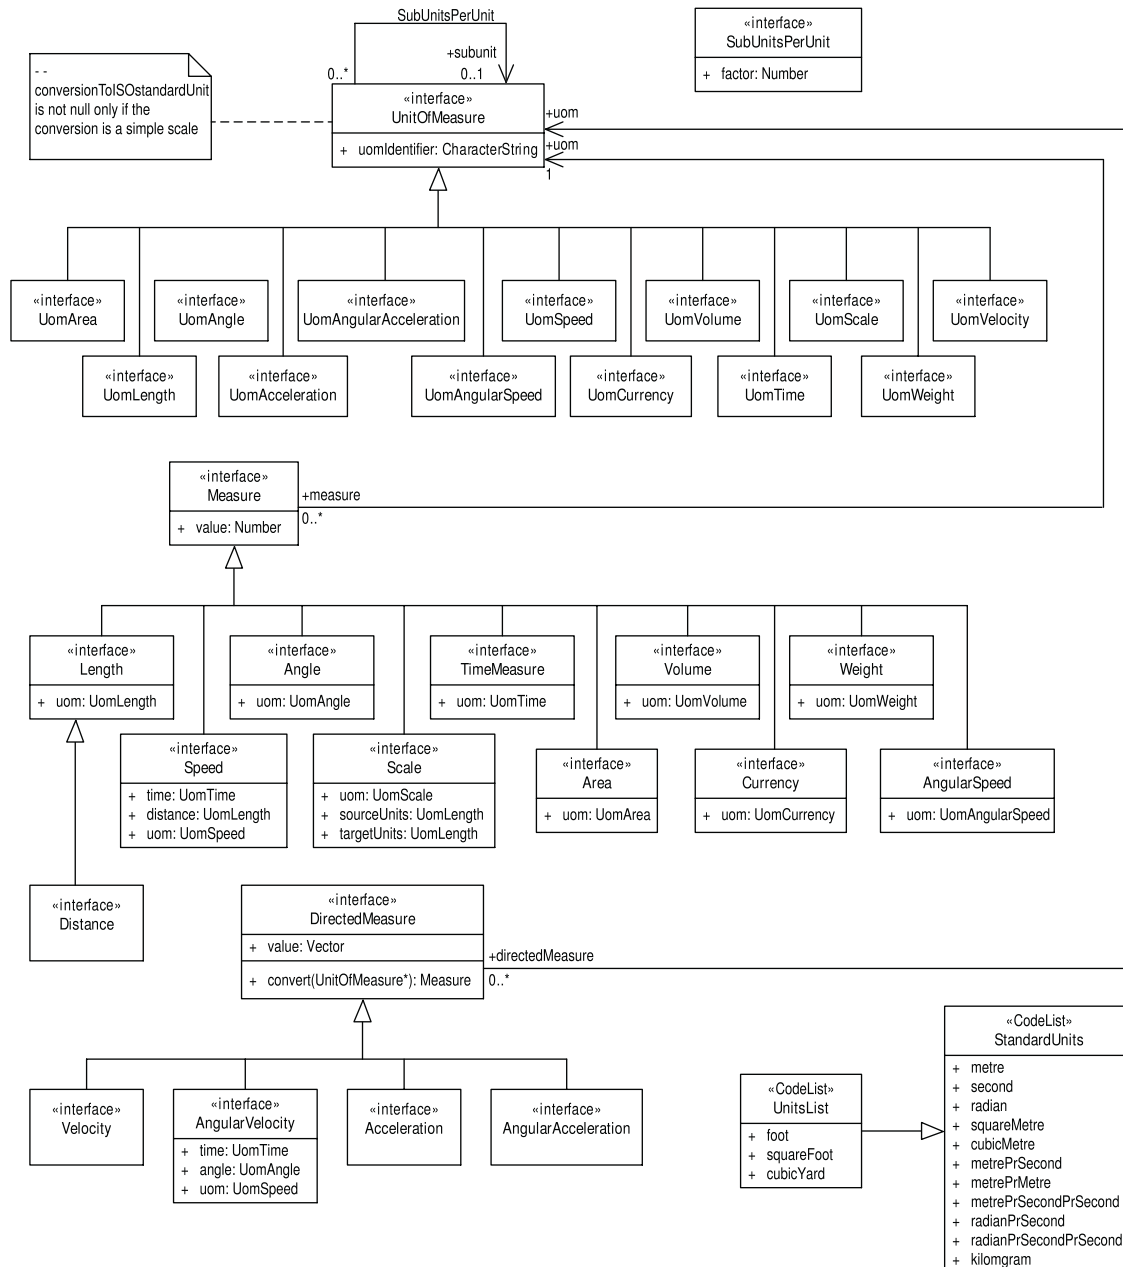 SubUnitsPerUnit
+subunit
0..*
0..1
«interface»
SubUnitsPerUnit
+ factor: Number
- -
conversionToISOstandardUnit
is not null only if the
conversion is a simple scale
«interface»
UnitOfMeasure
+ uomIdentifier: CharacterString
+uom
+uom
1
«interface»
UomArea
«interface»
UomAngle
«interface»
UomAngularAcceleration
«interface»
UomSpeed
«interface»
UomVolume
«interface»
UomScale
«interface»
UomVelocity
«interface»
UomLength
«interface»
UomAcceleration
«interface»
UomAngularSpeed
«interface»
UomCurrency
«interface»
UomTime
«interface»
UomWeight
«interface»
Measure
+ value: Number
+measure
0..*
«interface»
Length
+ uom: UomLength
«interface»
Angle
+ uom: UomAngle
«interface»
TimeMeasure
+ uom: UomTime
«interface»
Volume
+ uom: UomVolume
«interface»
Weight
+ uom: UomWeight
«interface»
Speed
+ time: UomTime
+ distance: UomLength
+ uom: UomSpeed
«interface»
Scale
+ uom: UomScale
+ sourceUnits: UomLength
+ targetUnits: UomLength
«interface»
Area
+ uom: UomArea
«interface»
Currency
+ uom: UomCurrency
«interface»
AngularSpeed
+ uom: UomAngularSpeed
«interface»
Distance
«interface»
DirectedMeasure
+ value: Vector
+ convert(UnitOfMeasure*): Measure
+directedMeasure
0..*
«interface»
Velocity
«interface»
AngularVelocity
+ time: UomTime
+ angle: UomAngle
+ uom: UomSpeed
«interface»
Acceleration
«interface»
AngularAcceleration
«CodeList»
UnitsList
+ foot
+ squareFoot
+ cubicYard
«CodeList»
StandardUnits
+ metre
+ second
+ radian
+ squareMetre
+ cubicMetre
+ metrePrSecond
+ metrePrMetre
+ metrePrSecondPrSecond
+ radianPrSecond
+ radianPrSecondPrSecond
+ kilomgram